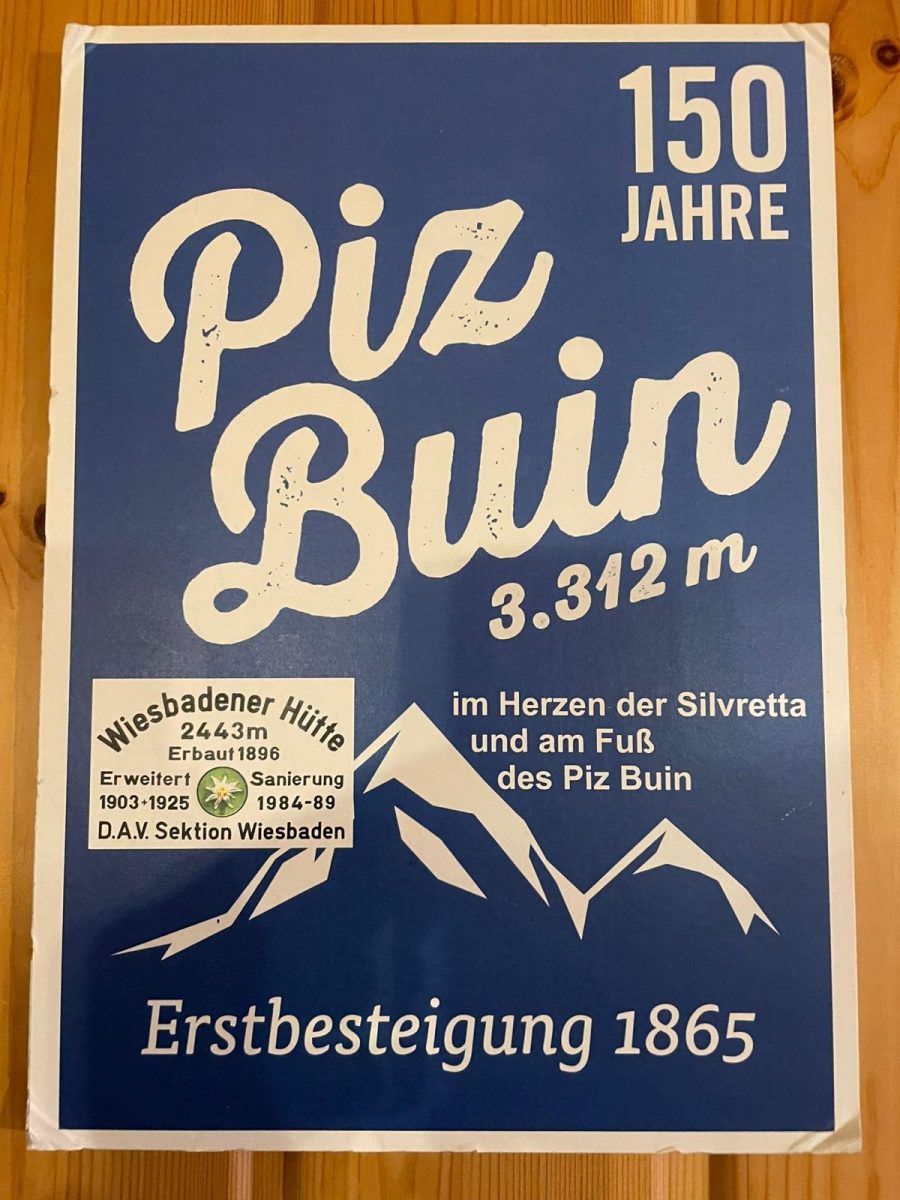 150
JAHRE
Piz
Buin
3.312 m
im Herzen der Silvretta
und am Fuß
des Piz Buin
Wiesbadener Hütte
2443m
Erbaut 1896
Erweitert Sanierung
1903+1925 1984-89
D.A.V. Sektion Wiesbaden
Erstbesteigung 1865